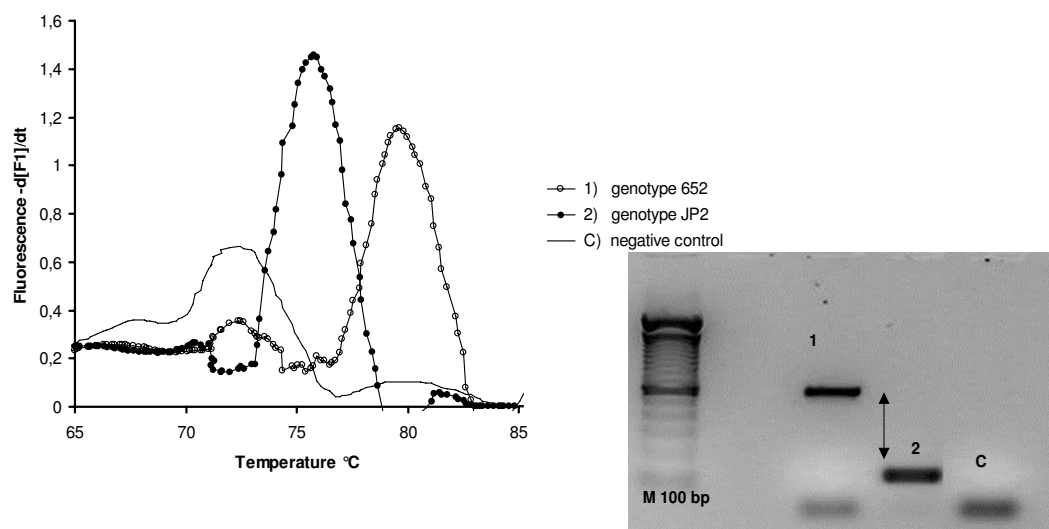 Fluorescence -d[F1]/dt
1,6
1,4
1,2
1
0,8
0,6
0,4
0,2
0
65
70
75
80
85
Temperature °C
1) genotype 652
2) genotype JP2
C) negative control
1
2
C
M 100 bp